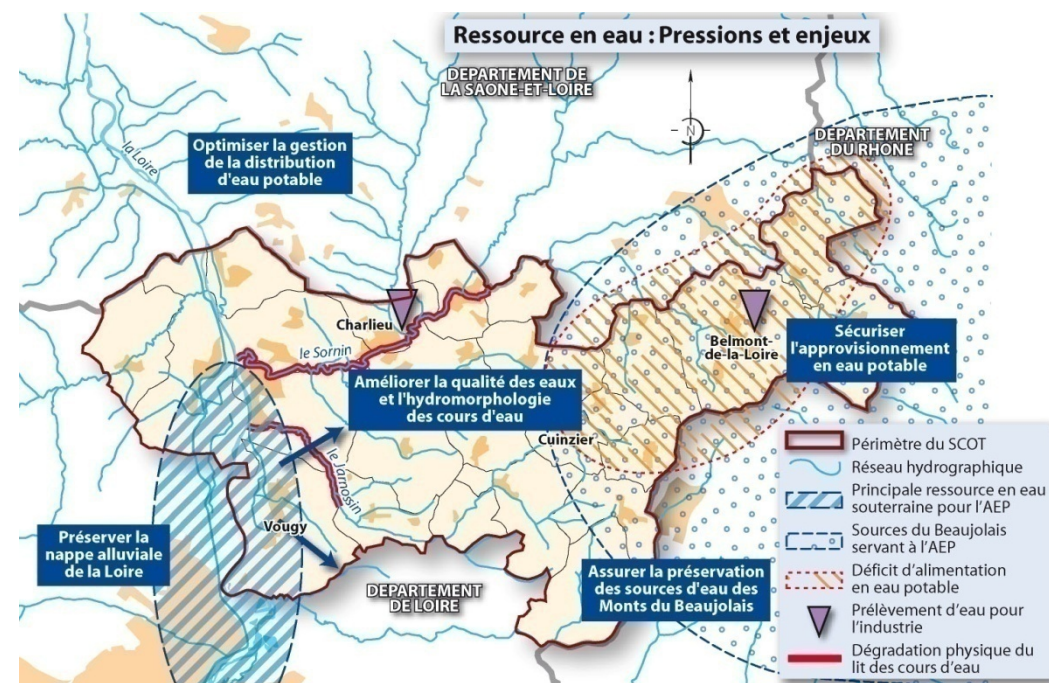 Ressource en eau : Pressions et enjeux
DEPARTEMENT DE
LA SAONE-ET-LOIRE
DEPARTEMENT
DU RHONE
N
la Loire
Optimiser la gestion
de la distribution
d'eau potable
Charlieu
le Sornin
Belmont-
de-la-Loire
Sécuriser
l'approvisionnement
en eau potable
Améliorer la qualité des eaux
et l'hydromorphologie
des cours d'eau
Cuinzier
le Jarnossin
Vougy
Préserver la
nappe alluviale
de la Loire
DEPARTEMENT
DE LOIRE
Assurer la préservation
des sources d'eau des
Monts du Beaujolais
Périmètre du SCOT
Réseau hydrographique
Principale ressource en eau
souterraine pour l'AEP
Sources du Beaujolais
servant à l'AEP
Déficit d'alimentation
en eau potable
Prélèvement d'eau pour
l'industrie
Dégradation physique du
lit des cours d'eau